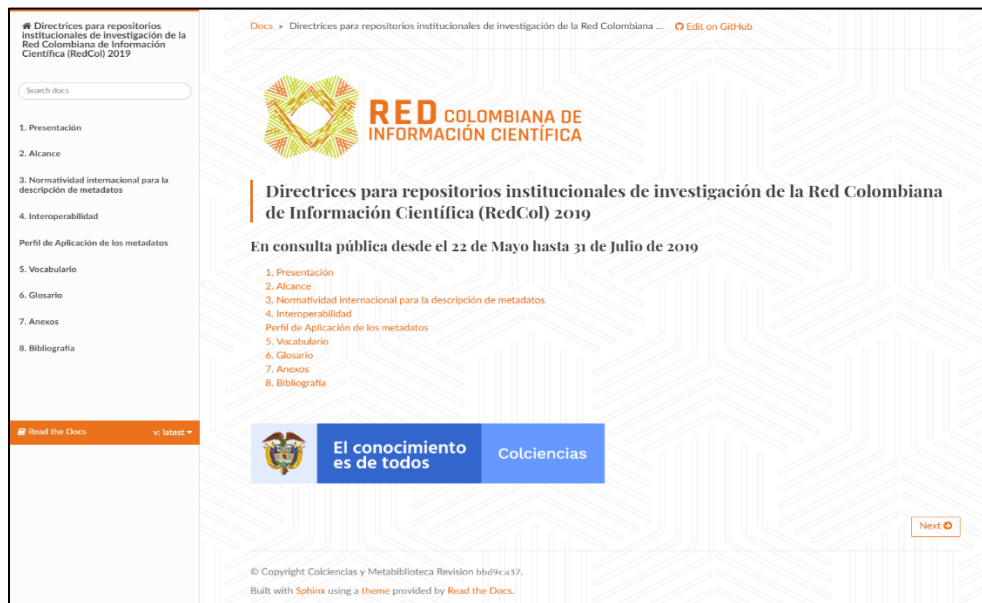 Directrices para repositorios
institucionales de investigación de la
Red Colombiana de Información
Científica (RedCol) 2019
Search docs
1. Presentación
2. Alcance
3. Normatividad internacional para la
descripción de metadatos
4. Interoperabilidad
Perfil de Aplicación de los metadatos
5. Vocabulario
6. Glosario
7. Anexos
8. Bibliografía
Read the Docs v: latest
Docs » Directrices para repositorios institucionales de investigación de la Red Colombiana ... Edit on GitHub
RED COLOMBIANA DE
INFORMACIÓN CIENTÍFICA
Directrices para repositorios institucionales de investigación de la Red Colombiana
de Información Científica (RedCol) 2019
En consulta pública desde el 22 de Mayo hasta 31 de Julio de 2019
1. Presentación
2. Alcance
3. Normatividad internacional para la descripción de metadatos
4. Interoperabilidad
Perfil de Aplicación de los metadatos
5. Vocabulario
6. Glosario
7. Anexos
8. Bibliografía
El conocimiento
es de todos
Colciencias
Next
© Copyright Colciencias y Metabiblioteca Revision bbd9ca37.
Built with Sphinx using a theme provided by Read the Docs.